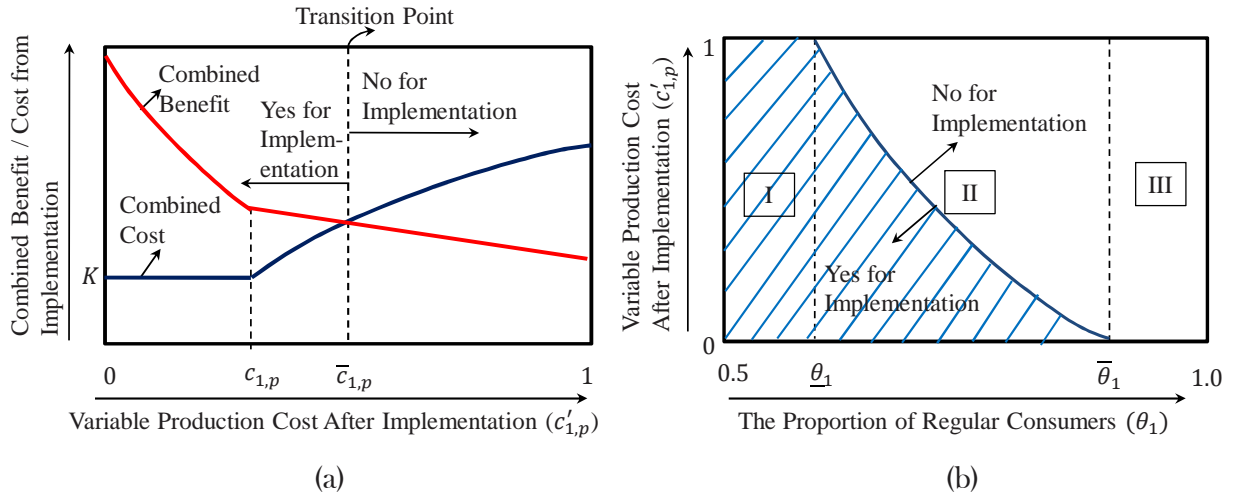 Transition Point
Combined Benefit / Cost from
Implementation
Combined
Benefit
No for
Implementation
Yes for
Implem-
entation
Combined
Cost
K
0
c₁,ₚ
c̅₁,ₚ
1
Variable Production Cost After Implementation (c′₁,ₚ)
(a)
Variable Production Cost
After Implementation (c′₁,ₚ)
1
0
No for
Implementation
I
II
III
Yes for
Implementation
0.5
θ̲₁
θ̅₁
1.0
The Proportion of Regular Consumers (θ₁)
(b)